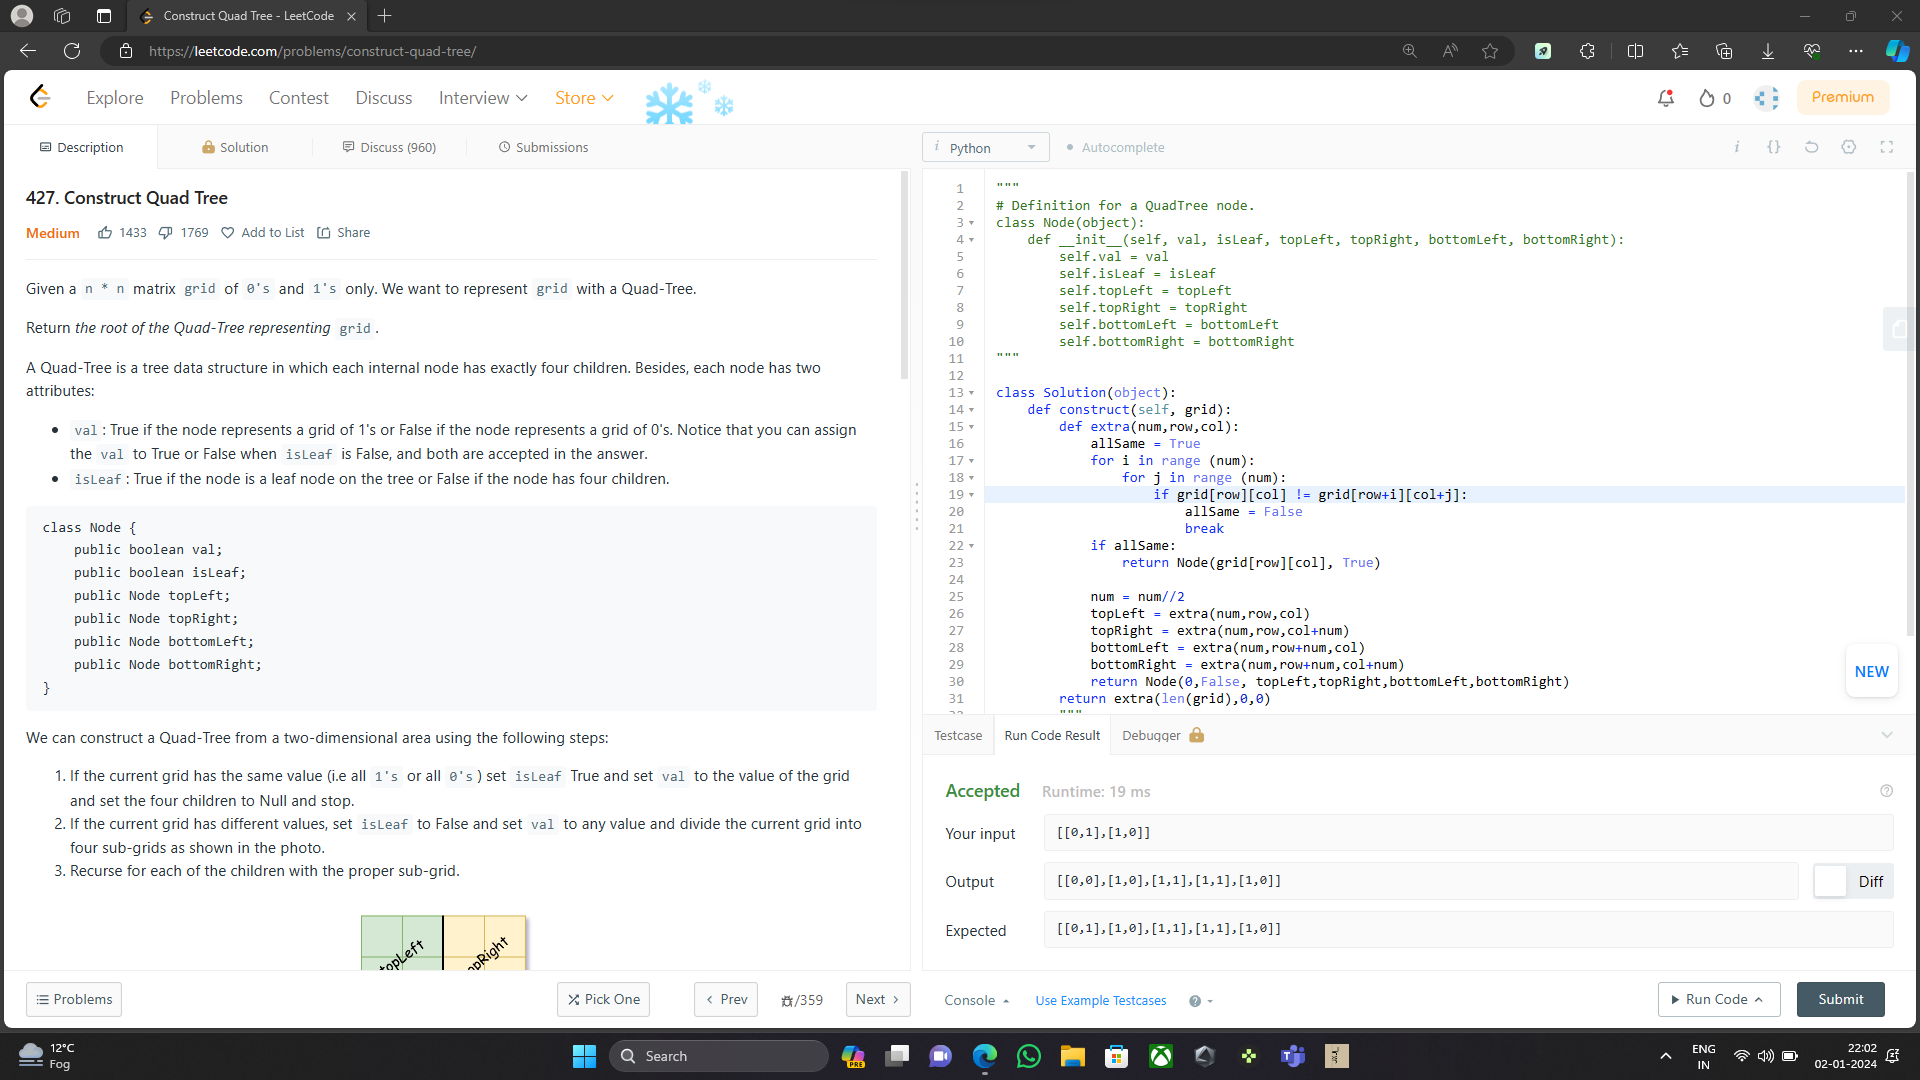 Construct Quad Tree - LeetCode
https://leetcode.com/problems/construct-quad-tree/
Explore Problems Contest Discuss Interview Store
0
Premium
Description Solution Discuss (960) Submissions
427. Construct Quad Tree
Medium 1433 1769 Add to List Share
Given a n * n matrix grid of 0's and 1's only. We want to represent grid with a Quad-Tree.
Return the root of the Quad-Tree representing grid .
A Quad-Tree is a tree data structure in which each internal node has exactly four children. Besides, each node has two
attributes:
• val : True if the node represents a grid of 1's or False if the node represents a grid of 0's. Notice that you can assign
the val to True or False when isLeaf is False, and both are accepted in the answer.
• isLeaf : True if the node is a leaf node on the tree or False if the node has four children.
class Node {
public boolean val;
public boolean isLeaf;
public Node topLeft;
public Node topRight;
public Node bottomLeft;
public Node bottomRight;
}
We can construct a Quad-Tree from a two-dimensional area using the following steps:
1. If the current grid has the same value (i.e all 1's or all 0's ) set isLeaf True and set val to the value of the grid
and set the four children to Null and stop.
2. If the current grid has different values, set isLeaf to False and set val to any value and divide the current grid into
four sub-grids as shown in the photo.
3. Recurse for each of the children with the proper sub-grid.
topLeft
Problems Pick One Prev /359 Next
i Python Autocomplete
1 """
2 # Definition for a QuadTree node.
3 class Node(object):
4 def __init__(self, val, isLeaf, topLeft, topRight, bottomLeft, bottomRight):
5 self.val = val
6 self.isLeaf = isLeaf
7 self.topLeft = topLeft
8 self.topRight = topRight
9 self.bottomLeft = bottomLeft
10 self.bottomRight = bottomRight
11 """
12
13 class Solution(object):
14 def construct(self, grid):
15 def extra(num,row,col):
16 allSame = True
17 for i in range (num):
18 for j in range (num):
19 if grid[row][col] != grid[row+i][col+j]:
20 allSame = False
21 break
22 if allSame:
23 return Node(grid[row][col], True)
24
25 num = num//2
26 topLeft = extra(num,row,col)
27 topRight = extra(num,row,col+num)
28 bottomLeft = extra(num,row+num,col)
29 bottomRight = extra(num,row+num,col+num)
30 return Node(0,False, topLeft,topRight,bottomLeft,bottomRight)
31 return extra(len(grid),0,0)
"""
NEW
Testcase Run Code Result Debugger
Accepted Runtime: 19 ms
Your input [[0,1],[1,0]]
Output [[0,0],[1,0],[1,1],[1,1],[1,0]] Diff
Expected [[0,1],[1,0],[1,1],[1,1],[1,0]]
Console Use Example Testcases Run Code Submit
12°C
Fog
Search
PRE
ENG
IN
22:02
02-01-2024